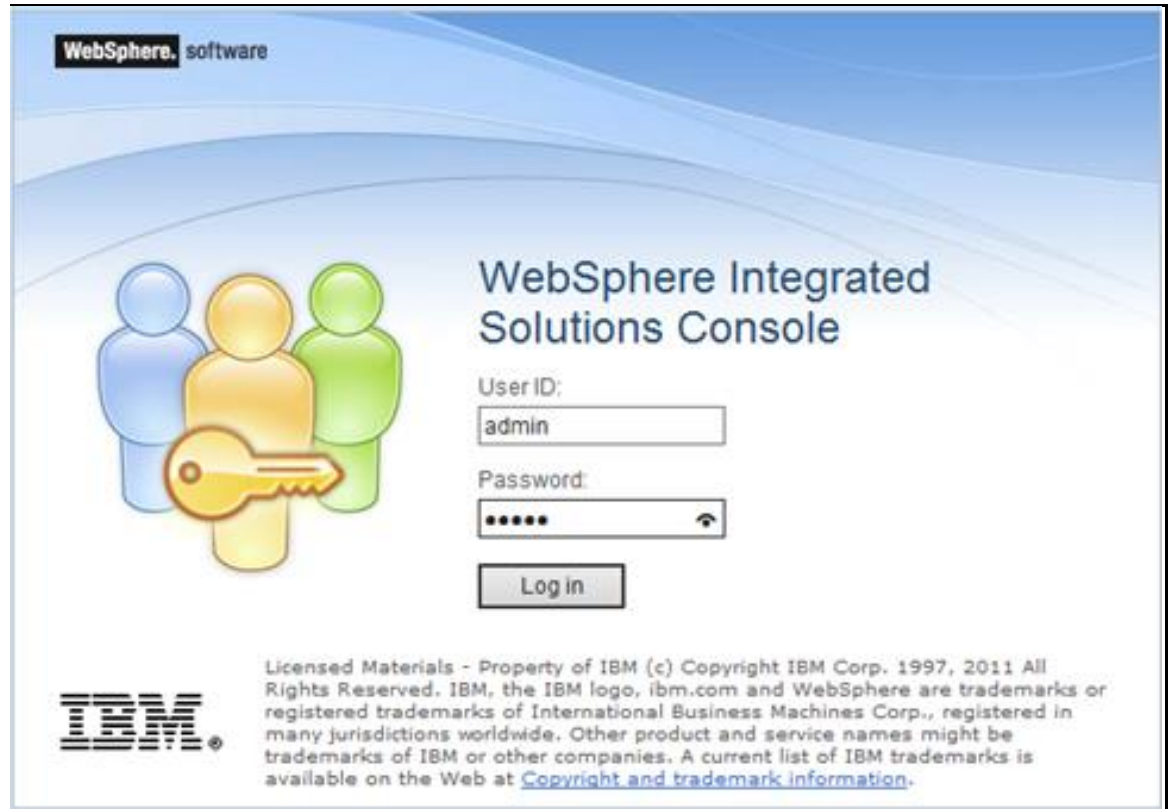 WebSphere. software
WebSphere Integrated
Solutions Console
User ID:
admin
Password:
•••••
Log in
Licensed Materials - Property of IBM (c) Copyright IBM Corp. 1997, 2011 All
Rights Reserved. IBM, the IBM logo, ibm.com and WebSphere are trademarks or
registered trademarks of International Business Machines Corp., registered in
many jurisdictions worldwide. Other product and service names might be
trademarks of IBM or other companies. A current list of IBM trademarks is
available on the Web at Copyright and trademark information.
IBM®